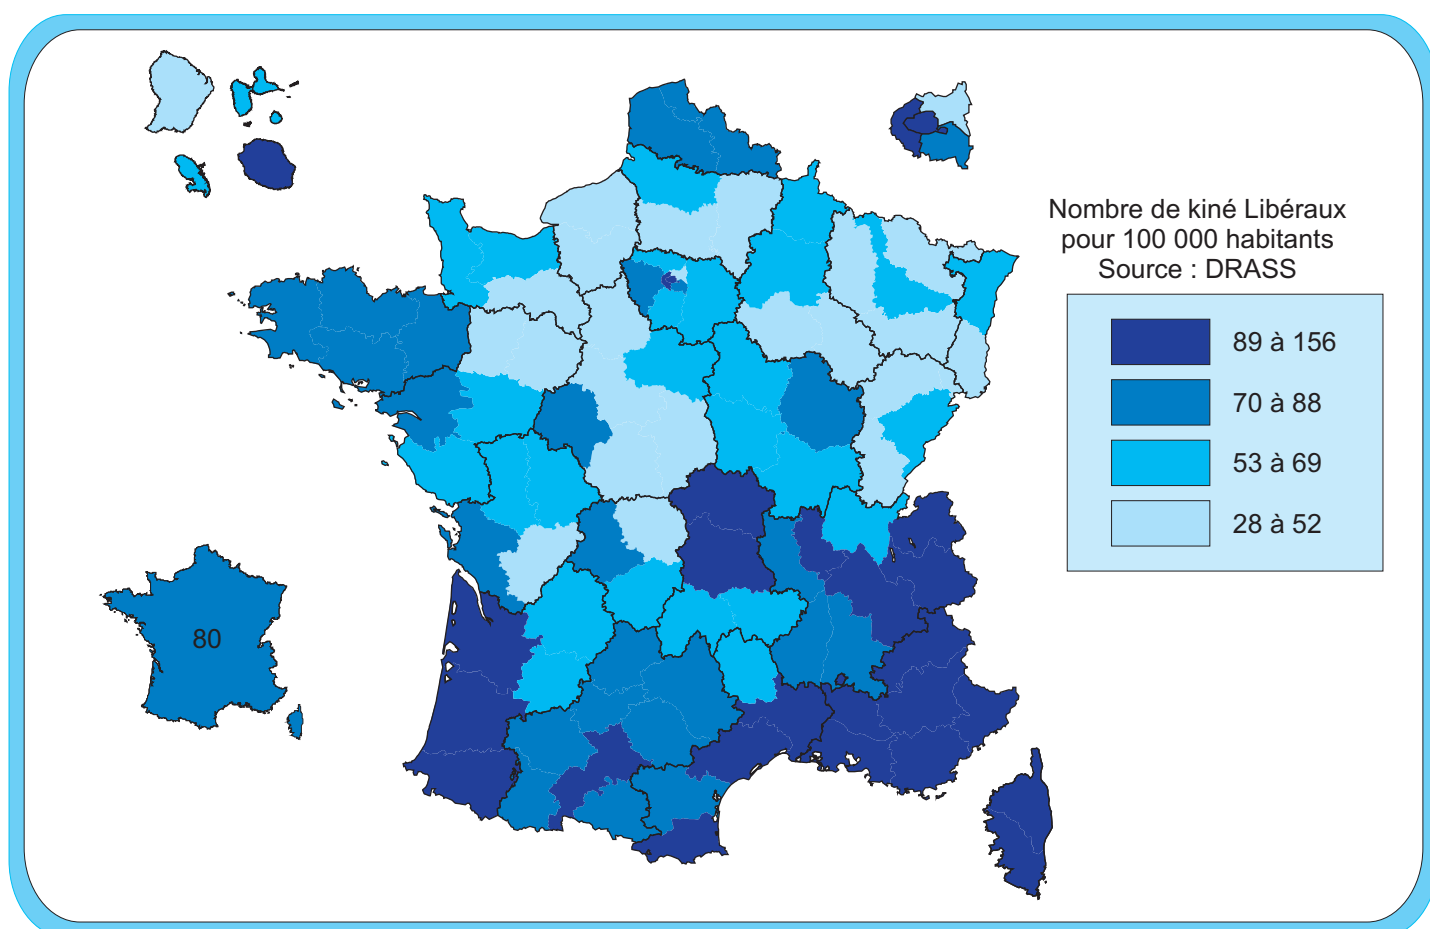 Nombre de kiné Libéraux
pour 100 000 habitants
Source : DRASS
89 à 156
70 à 88
53 à 69
28 à 52
80